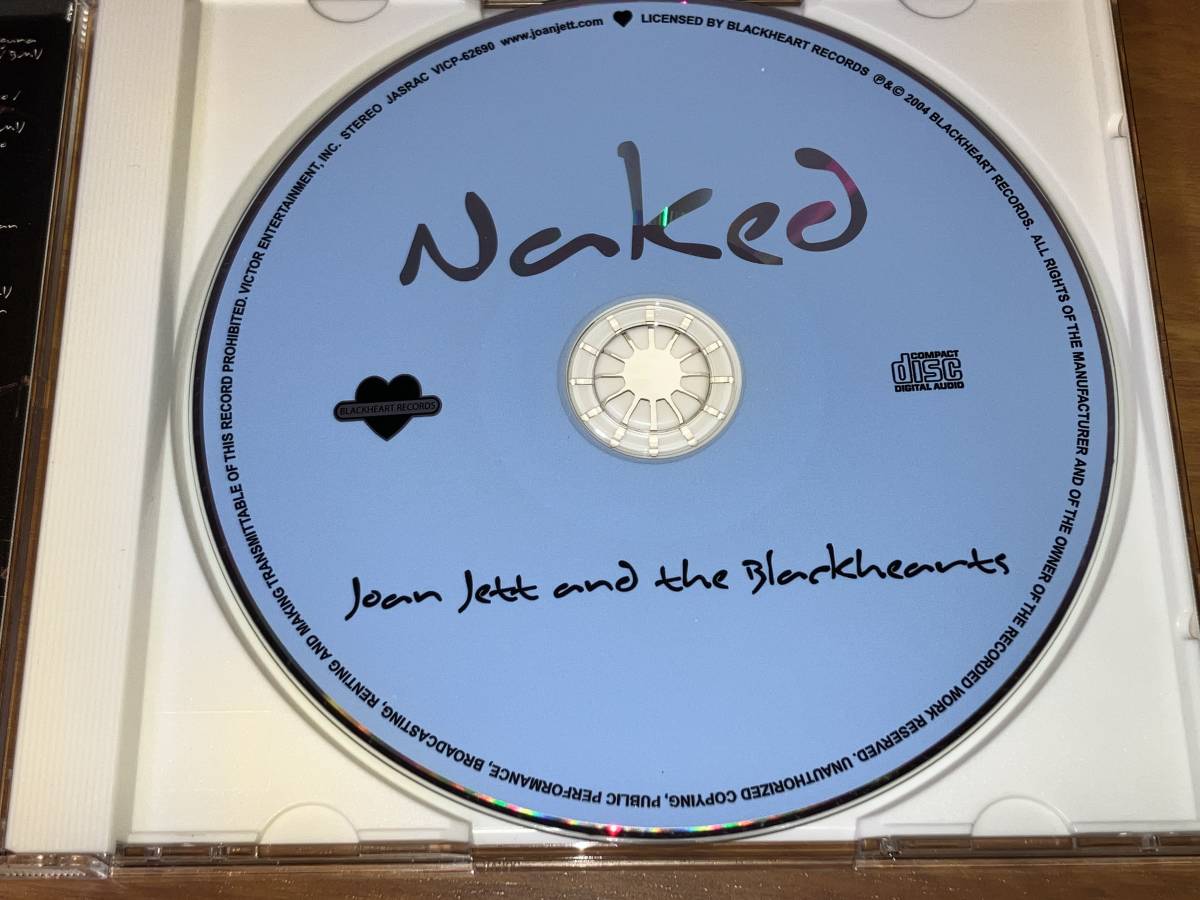 Naked
BLACKHEART RECORDS
COMPACT
disc
DIGITAL AUDIO
Joan Jett and the Blackhearts
STEREO JASRAC VICP-62690 www.joanjett.com ♥ LICENSED BY BLACKHEART RECORDS ℗&© 2004 BLACKHEART RECORDS. ALL RIGHTS OF THE MANUFACTURER AND OF THE OWNER OF THE RECORDED WORK RESERVED. UNAUTHORIZED COPYING, PUBLIC PERFORMANCE, BROADCASTING, RENTING AND MAKING TRANSMITTABLE OF THIS RECORD PROHIBITED. VICTOR ENTERTAINMENT, INC.